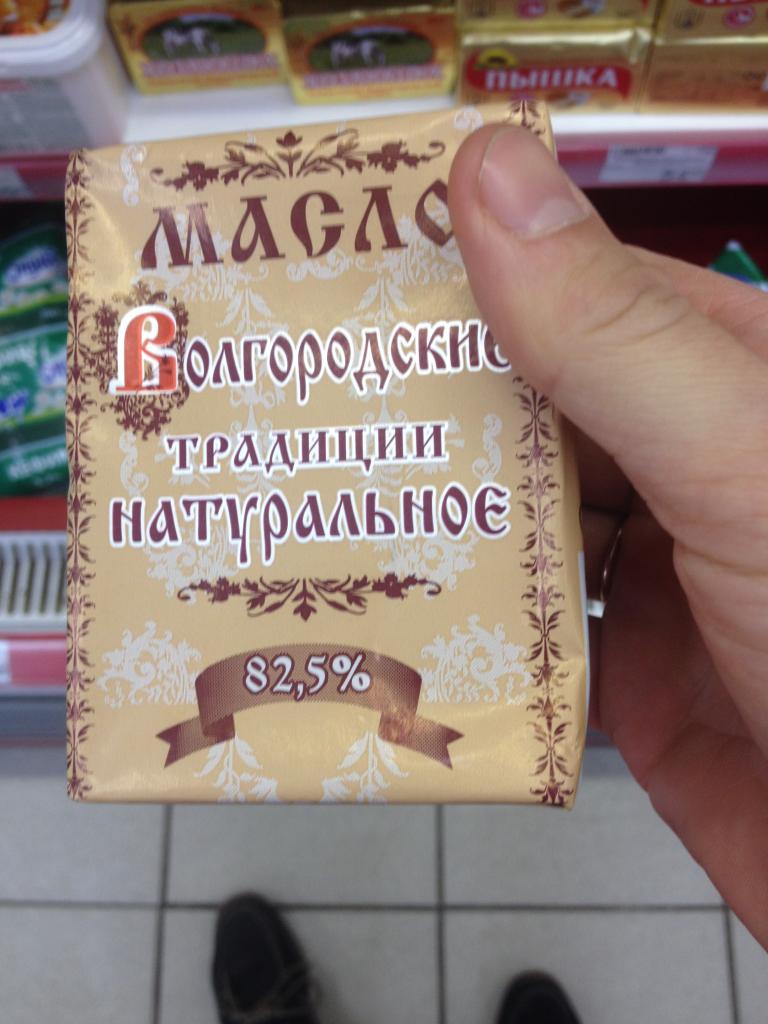 ПЫШКА
МАСЛО
Волгородские
традиции
натуральное
82,5%